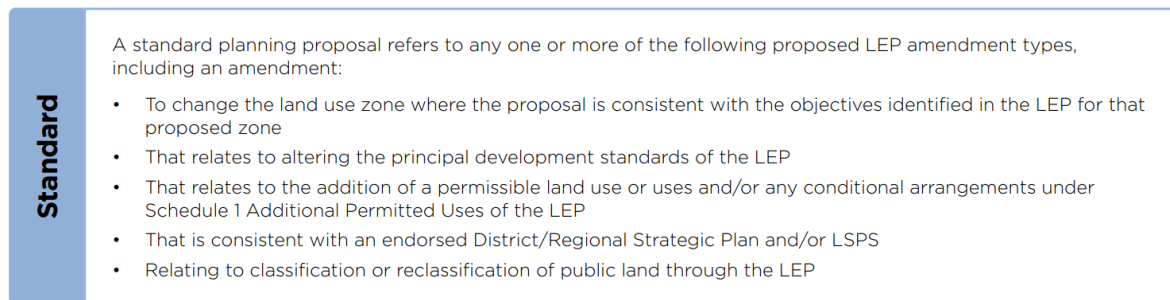 Standard
A standard planning proposal refers to any one or more of the following proposed LEP amendment types,
including an amendment:
• To change the land use zone where the proposal is consistent with the objectives identified in the LEP for that
proposed zone
• That relates to altering the principal development standards of the LEP
• That relates to the addition of a permissible land use or uses and/or any conditional arrangements under
Schedule 1 Additional Permitted Uses of the LEP
• That is consistent with an endorsed District/Regional Strategic Plan and/or LSPS
• Relating to classification or reclassification of public land through the LEP